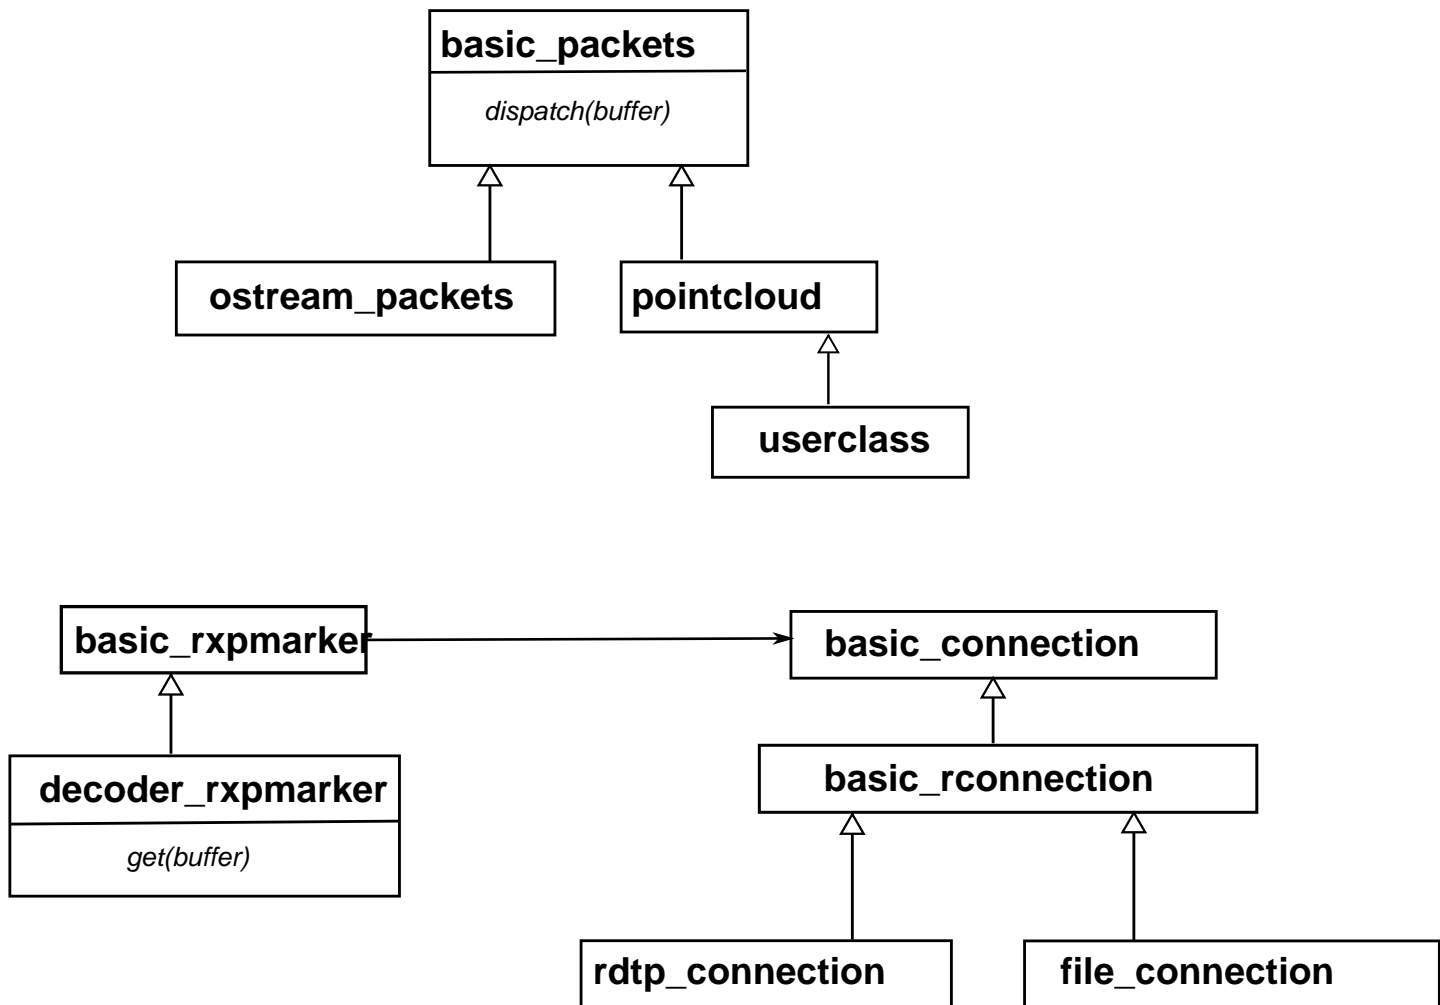 basic_packets
dispatch(buffer)
ostream_packets
pointcloud
userclass
basic_rxpmarker
basic_connection
decoder_rxpmarker
basic_rconnection
get(buffer)
rdtp_connection
file_connection